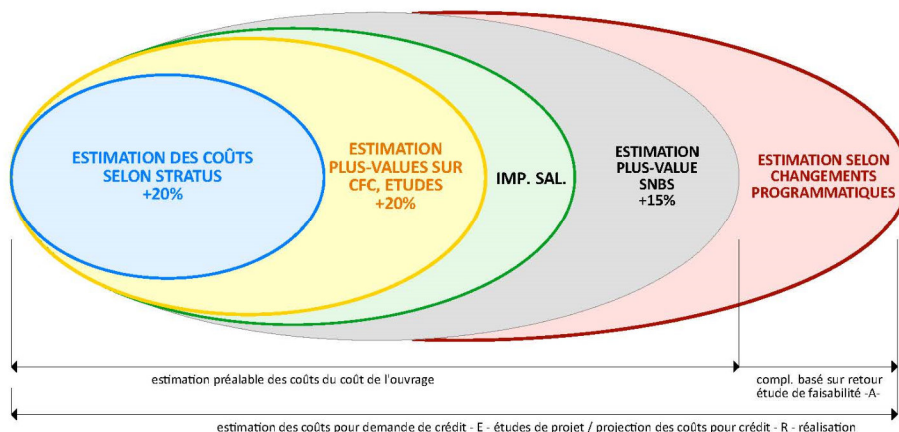 ESTIMATION DES COÛTS
SELON STRATUS
+20%
ESTIMATION
PLUS-VALUES SUR
CFC, ETUDES
+20%
IMP. SAL.
ESTIMATION
PLUS-VALUE
SNBS
+15%
ESTIMATION SELON
CHANGEMENTS
PROGRAMMATIQUES
estimation préalable des coûts du coût de l'ouvrage
compl. basé sur retour
étude de faisabilité -A-
estimation des coûts pour demande de crédit - E - études de projet / projection des coûts pour crédit - R - réalisation